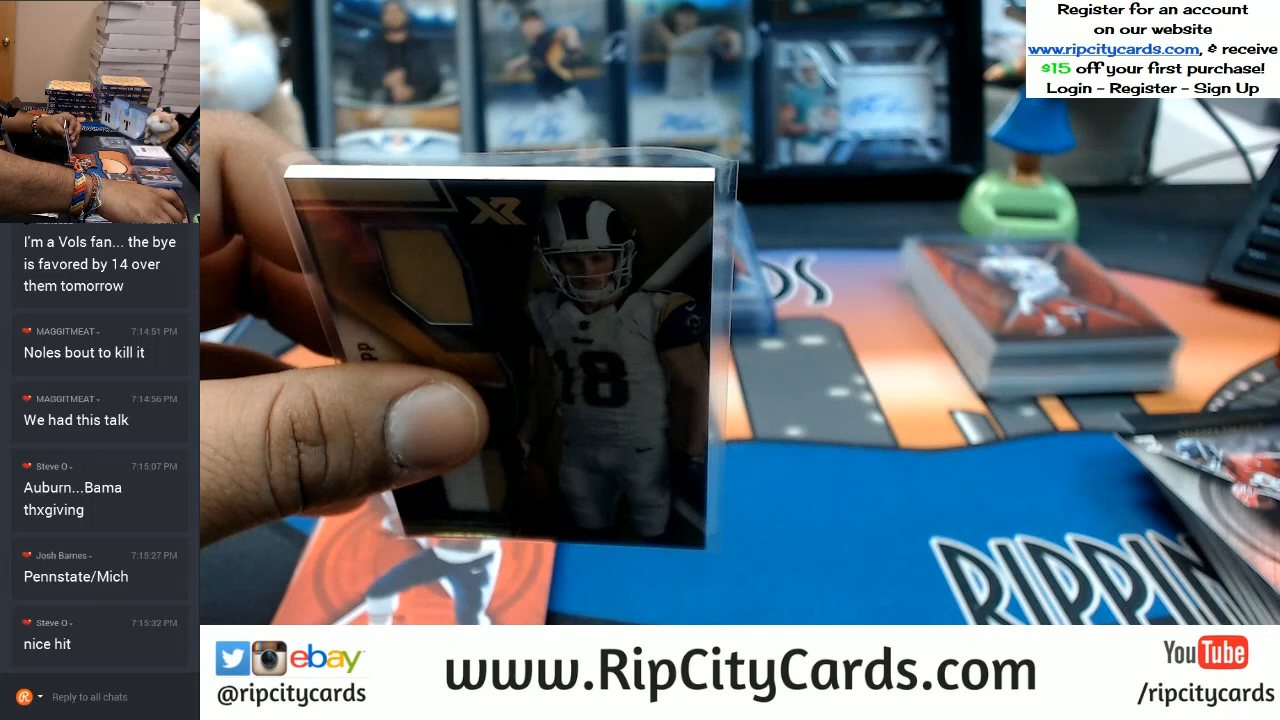 Register for an account
on our website
www.ripcitycards.com, & receive
$15 off your first purchase!
Login - Register - Sign Up
I'm a Vols fan... the bye
is favored by 14 over
them tomorrow
MAGGITMEAT 7:14:51 PM
Noles bout to kill it
MAGGITMEAT 7:14:56 PM
We had this talk
Steve O 7:15:07 PM
Auburn...Bama
thxgiving
Josh Barnes 7:15:27 PM
Pennstate/Mich
Steve O 7:15:32 PM
nice hit
Reply to all chats
XR
18
pp
DS
RIPPIN
ebay
@ripcitycards
www.RipCityCards.com
YouTube
/ripcitycards